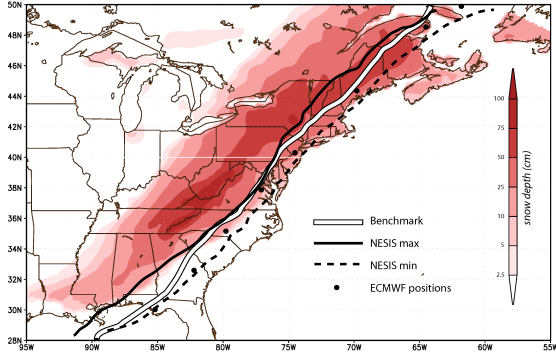 50N
48N
46N
44N
42N
40N
38N
36N
34N
32N
30N
28N
95W 90W 85W 80W 75W 70W 65W 60W 55W
Benchmark
NESIS max
NESIS min
ECMWF positions
100
75
50
25
10
5
2.5
snow depth (cm)